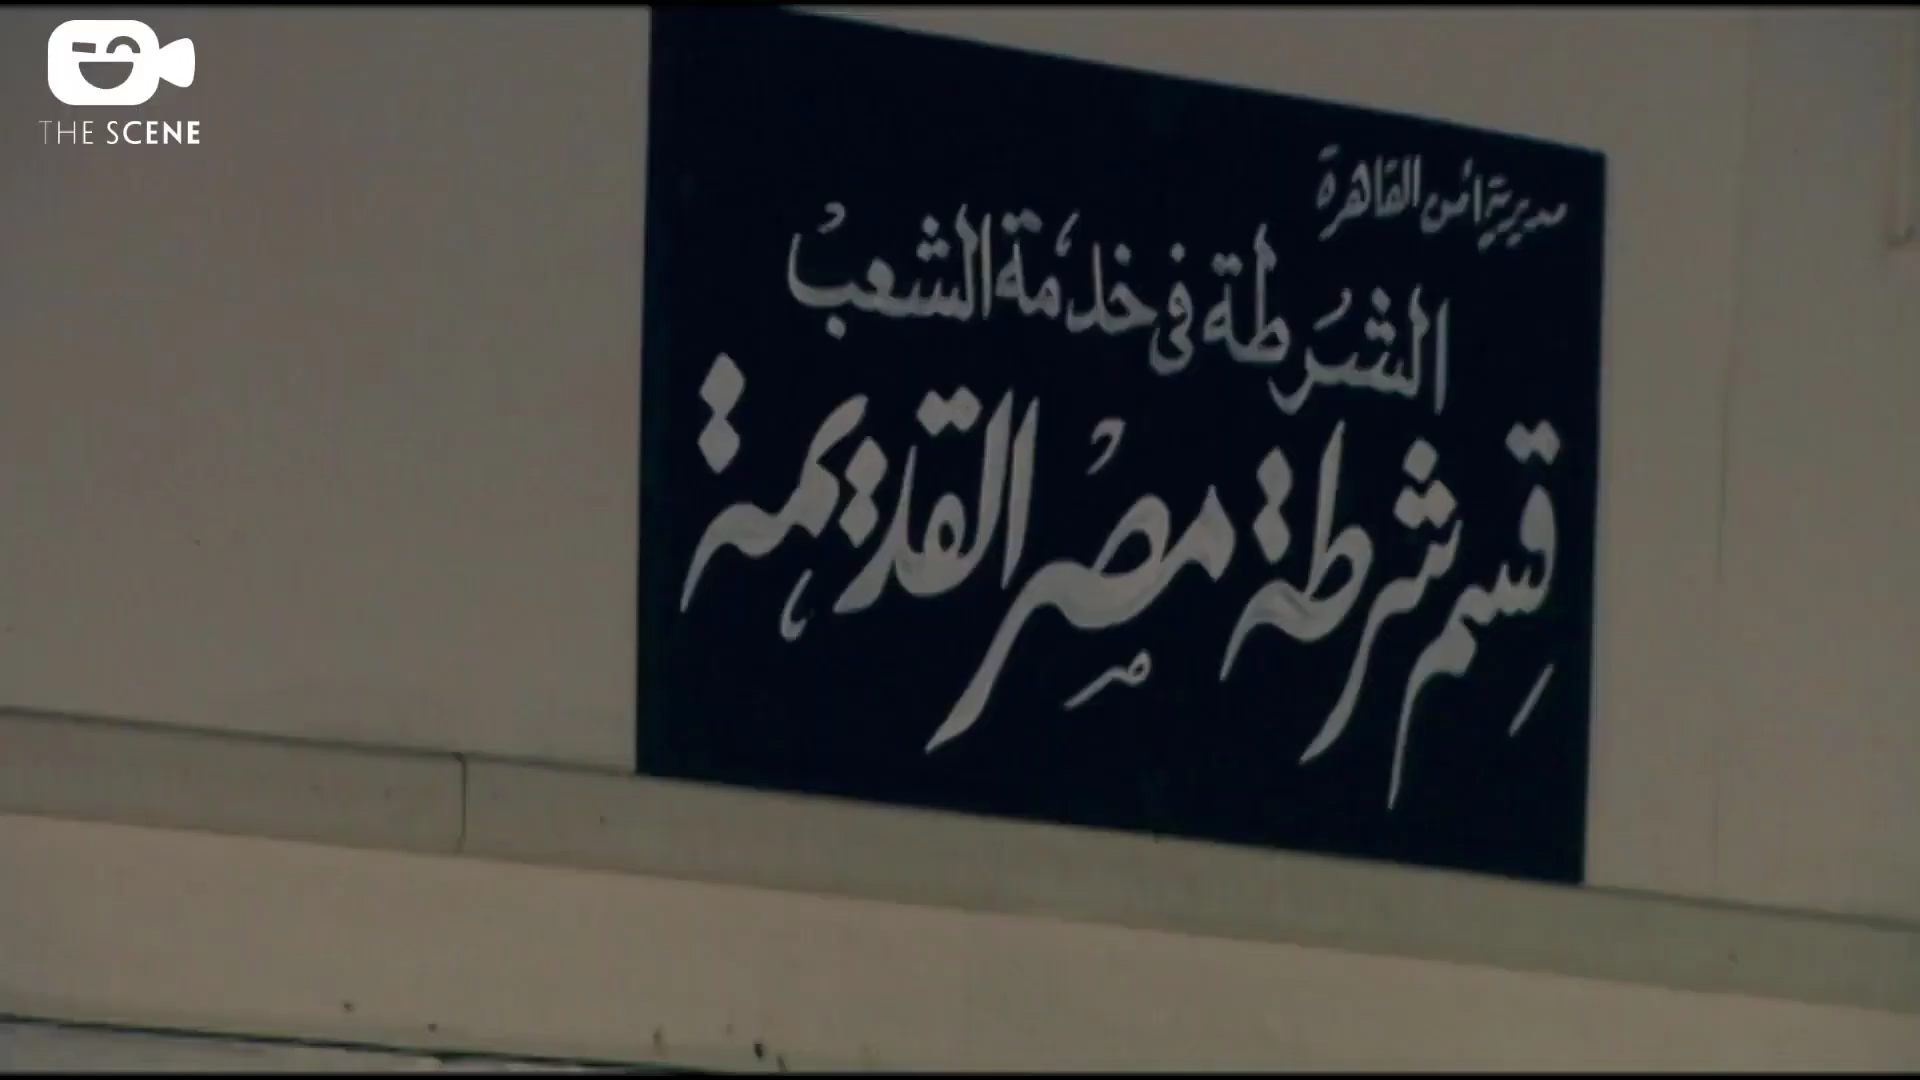 THE SCENE
مديرية أمن القاهرة
الشرطة فى خدمة الشعب
قسم شرطة مصر القديمة